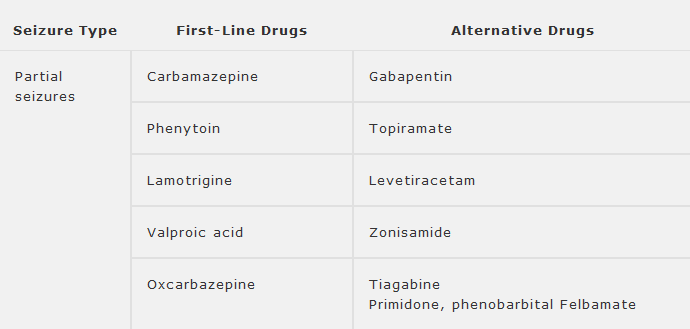 Seizure Type First-Line Drugs Alternative Drugs
Partial seizures Carbamazepine Gabapentin
Phenytoin Topiramate
Lamotrigine Levetiracetam
Valproic acid Zonisamide
Oxcarbazepine Tiagabine
Primidone, phenobarbital Felbamate